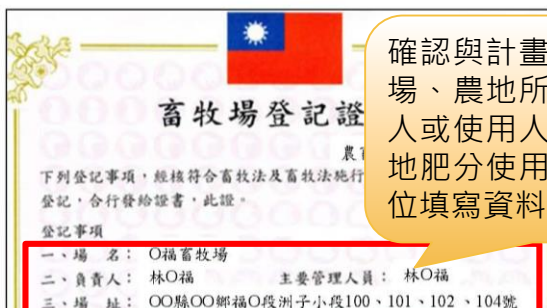 畜牧場登記證
農
下列登記事項，經核符合畜牧法及畜牧法施行
登記，合行發給證書，此證。
登記事項
一、場　名： O福畜牧場
二、負責人： 林O福　主要管理人員： 林O福
三、場　址： OO縣OO鄉福O段洲子小段100、101、102、104號
確認與計畫
場、農地所
人或使用人
地肥分使用
位填寫資料